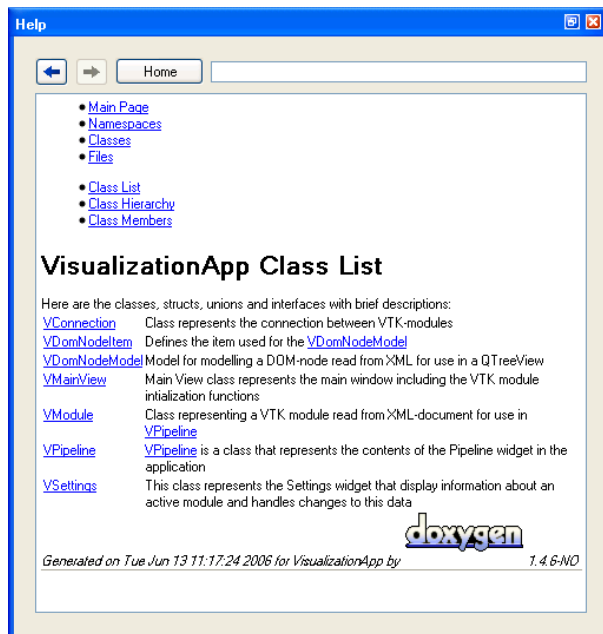 Help
Home
Main Page
Namespaces
Classes
Files
Class List
Class Hierarchy
Class Members
VisualizationApp Class List
Here are the classes, structs, unions and interfaces with brief descriptions:
VConnection Class represents the connection between VTK-modules
VDomNodeItem Defines the item used for the VDomNodeModel
VDomNodeModel Model for modelling a DOM-node read from XML for use in a QTreeView
VMainView Main View class represents the main window including the VTK module
intialization functions
VModule Class representing a VTK module read from XML-document for use in
VPipeline
VPipeline VPipeline is a class that represents the contents of the Pipeline widget in the
application
VSettings This class represents the Settings widget that display information about an
active module and handles changes to this data
doxygen
Generated on Tue Jun 13 11:17:24 2006 for VisualizationApp by 1.4.6-NO